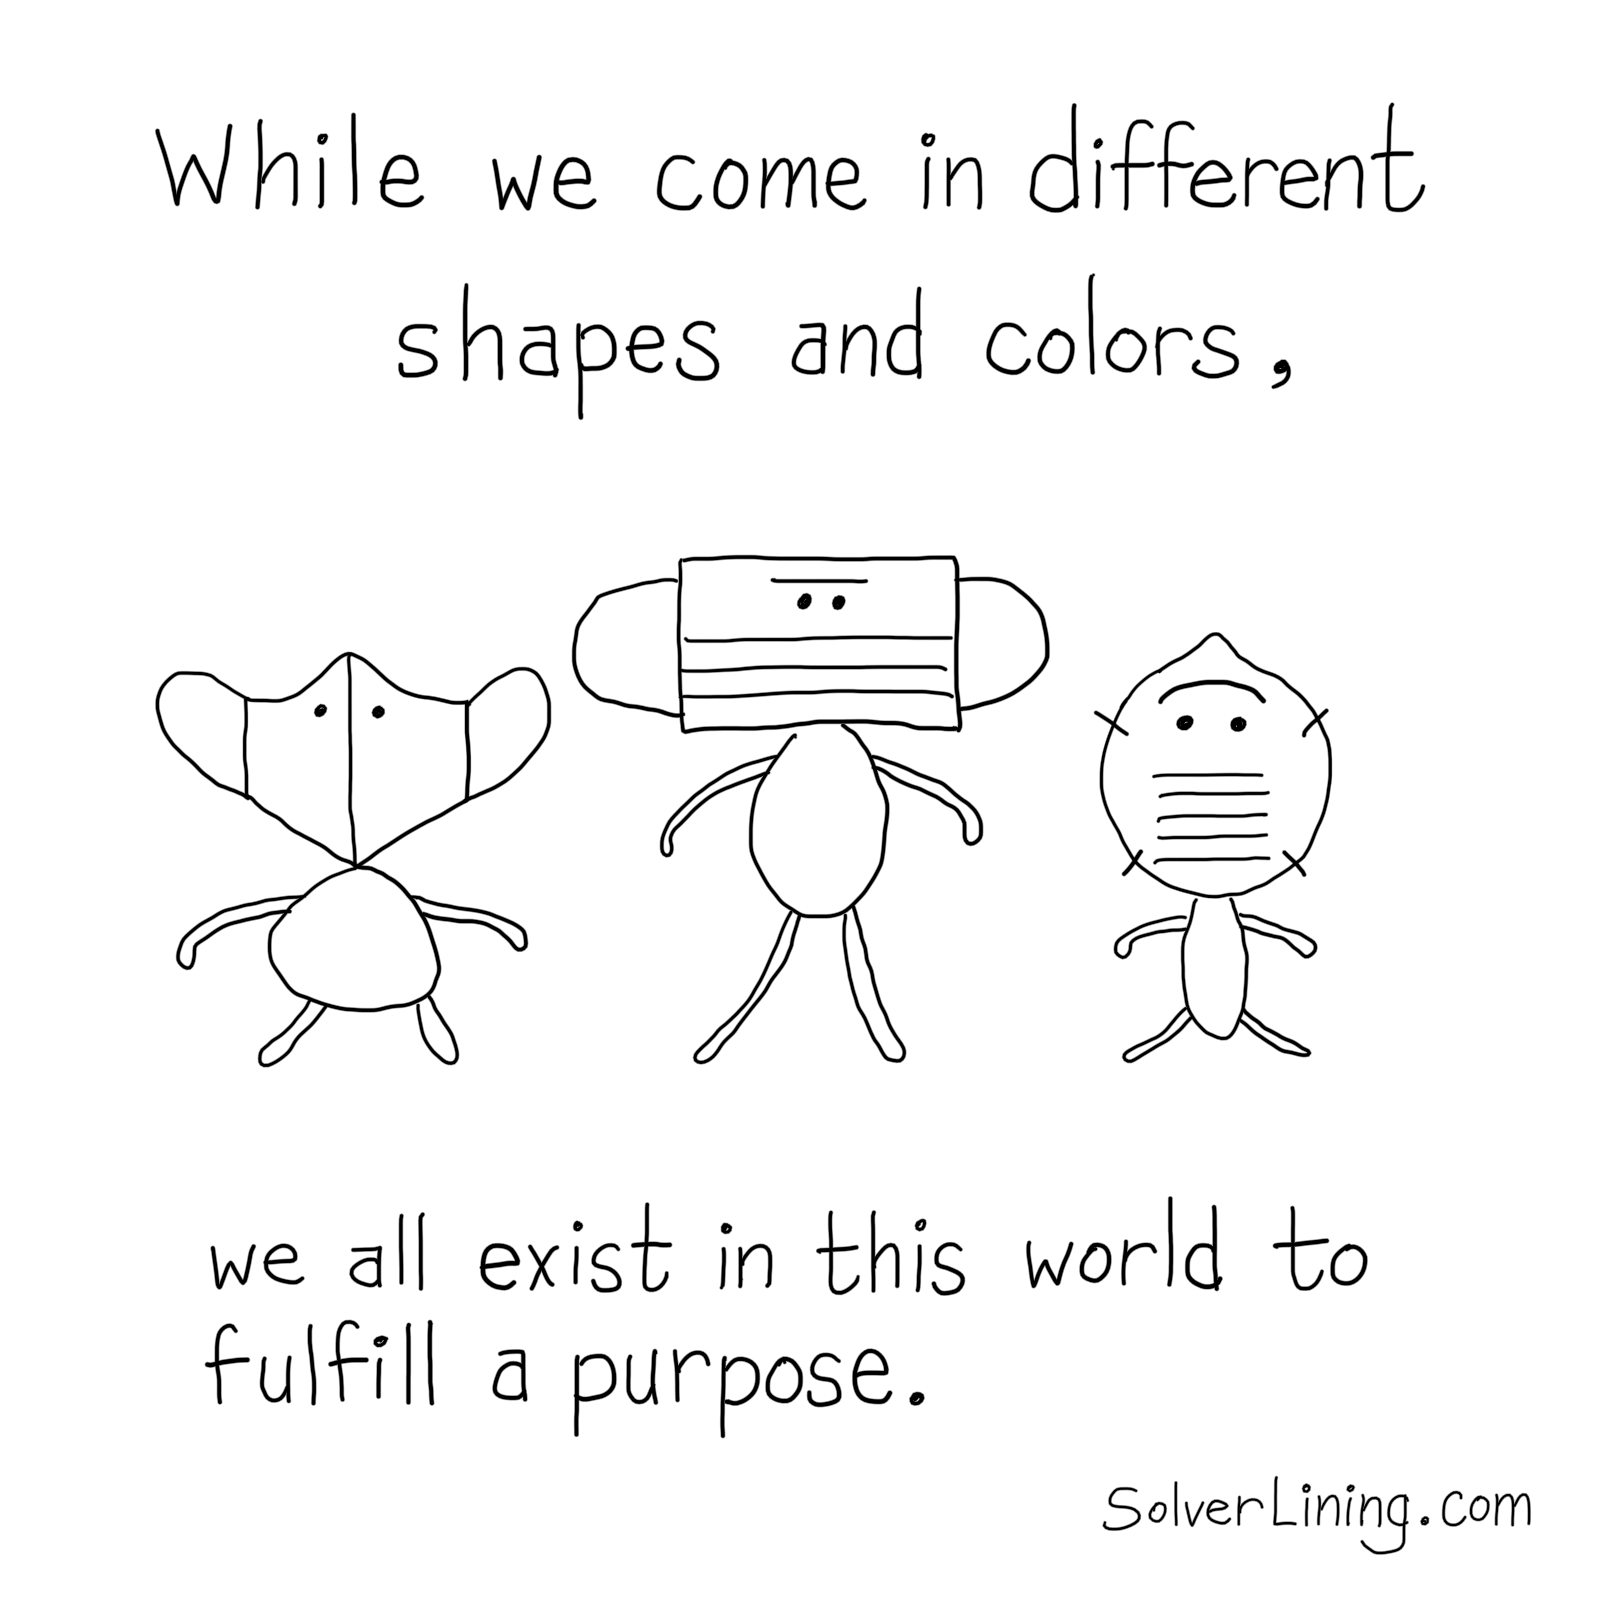 While we come in different
shapes and colors,
we all exist in this world to
fulfill a purpose.
SolverLining.com